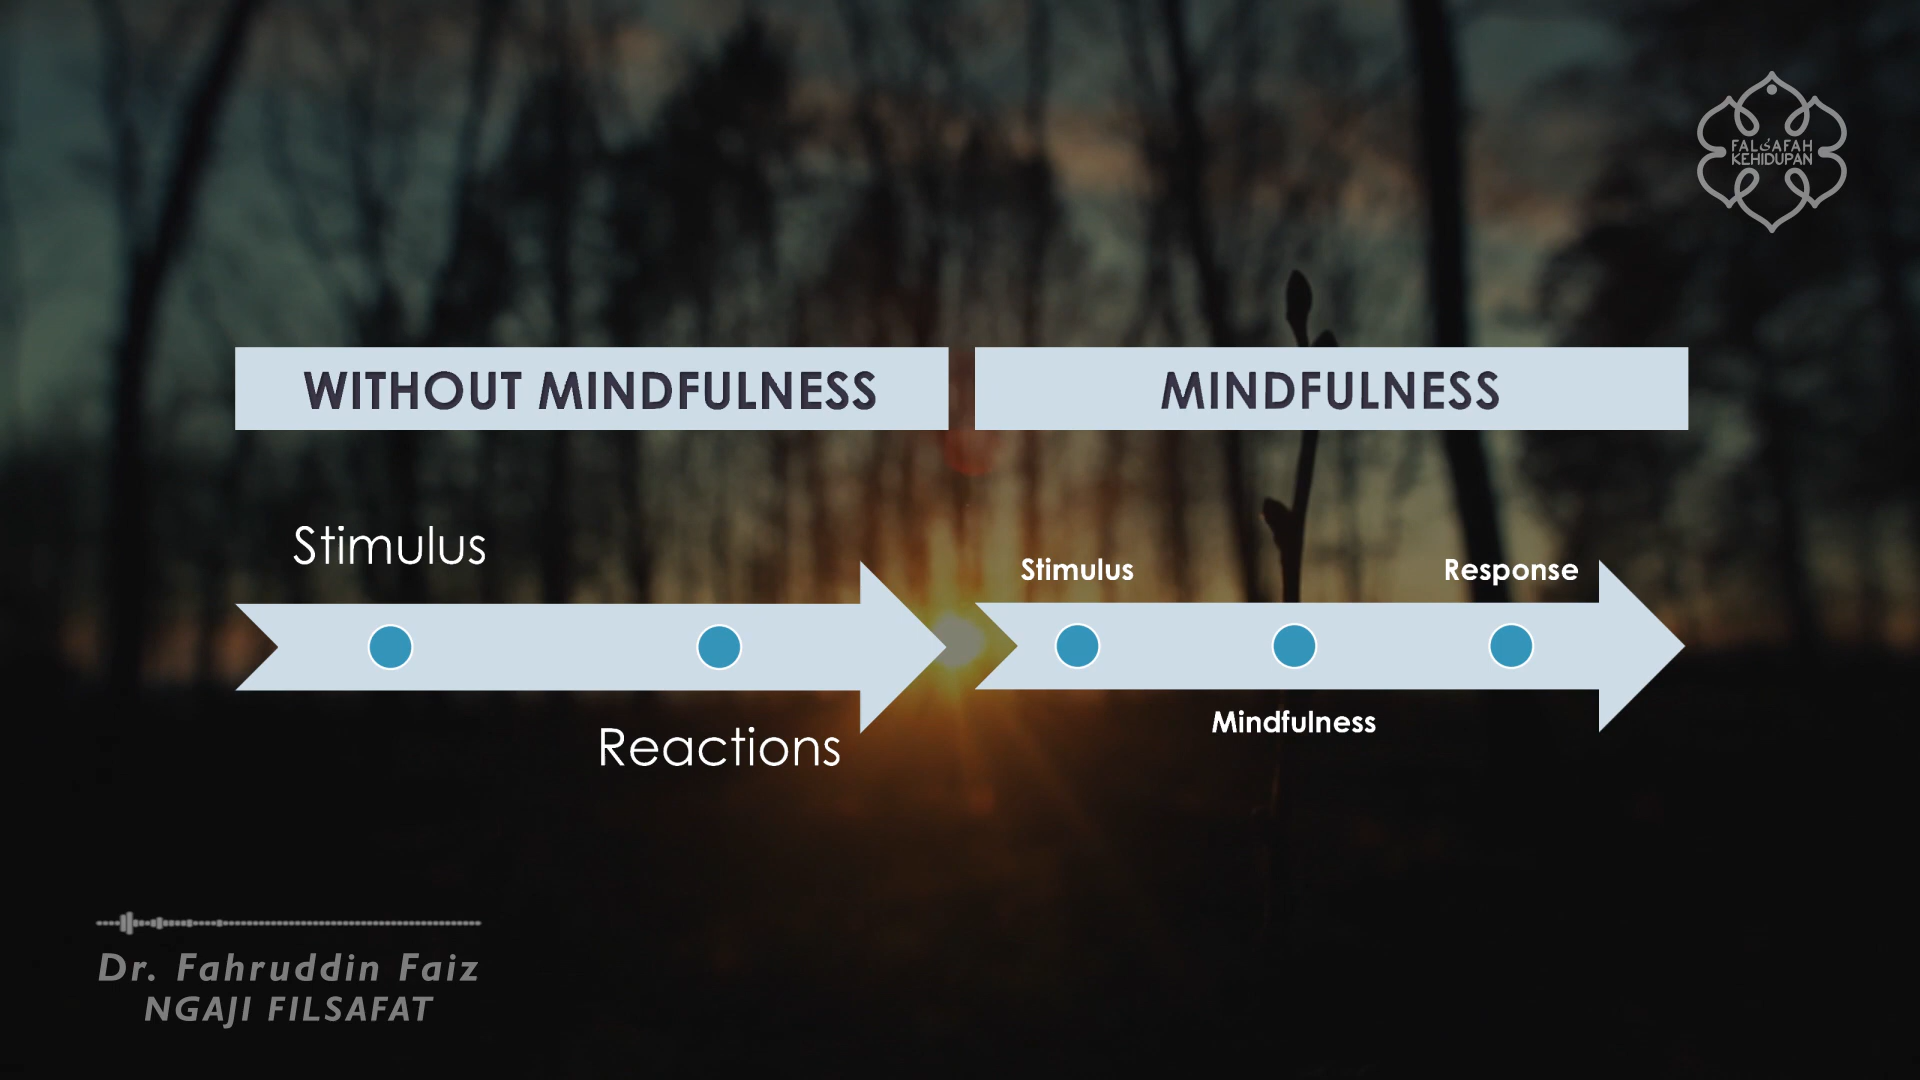 FALSAFAH
KEHIDUPAN
WITHOUT MINDFULNESS
MINDFULNESS
Stimulus
Reactions
Stimulus
Mindfulness
Response
Dr. Fahruddin Faiz
NGAJI FILSAFAT